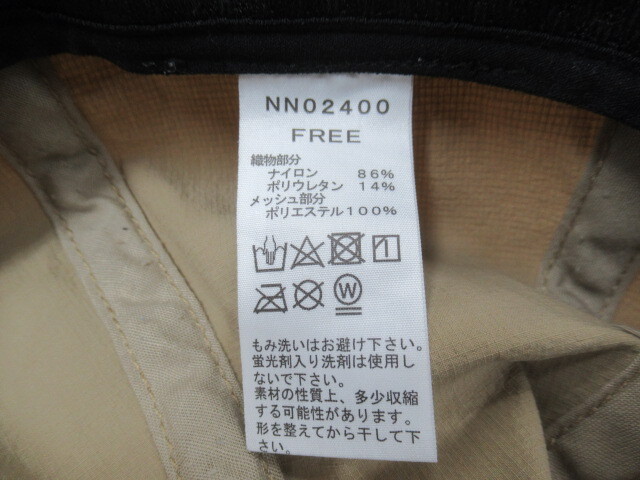 NN02400
FREE
織物部分
ナイロン 86%
ポリウレタン 14%
メッシュ部分
ポリエステル100%
W
もみ洗いはお避け下さい。
蛍光剤入り洗剤は使用し
ないで下さい。
素材の性質上、多少収縮
する可能性があります。
形を整えてから干して下
さい。